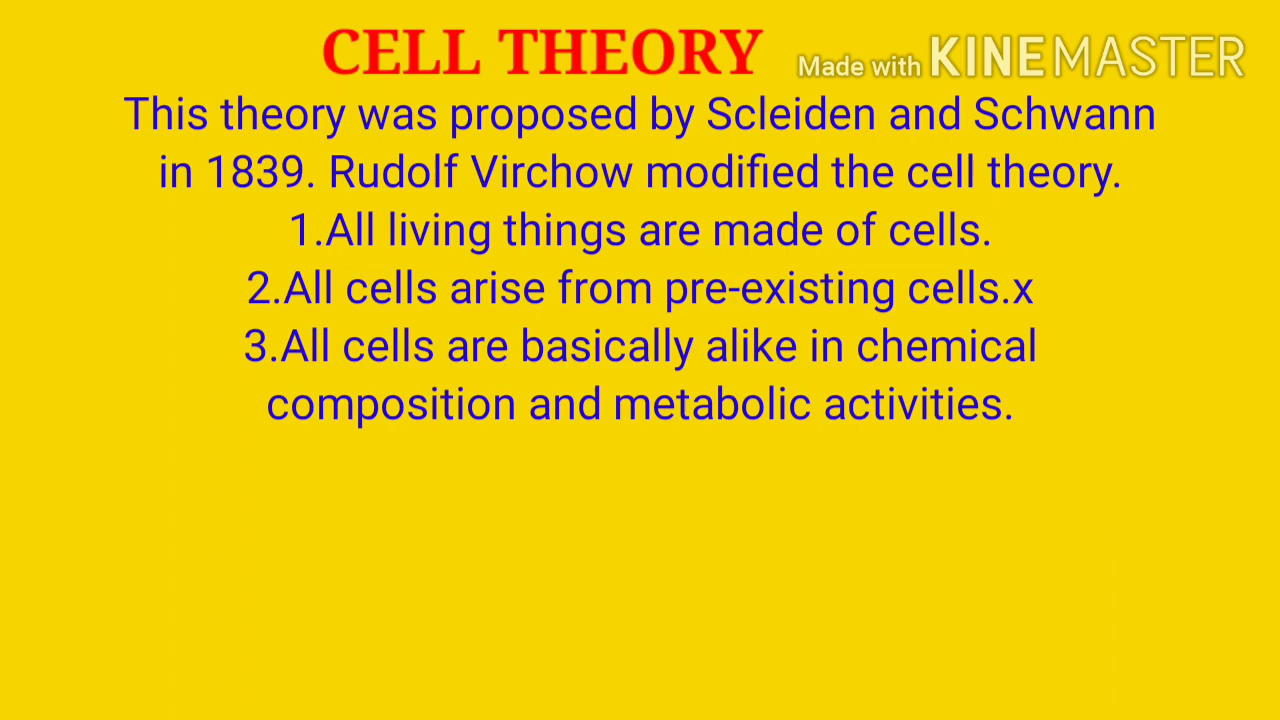 CELL THEORY
Made with KINEMASTER
This theory was proposed by Scleiden and Schwann
in 1839. Rudolf Virchow modified the cell theory.
1.All living things are made of cells.
2.All cells arise from pre-existing cells.x
3.All cells are basically alike in chemical
composition and metabolic activities.